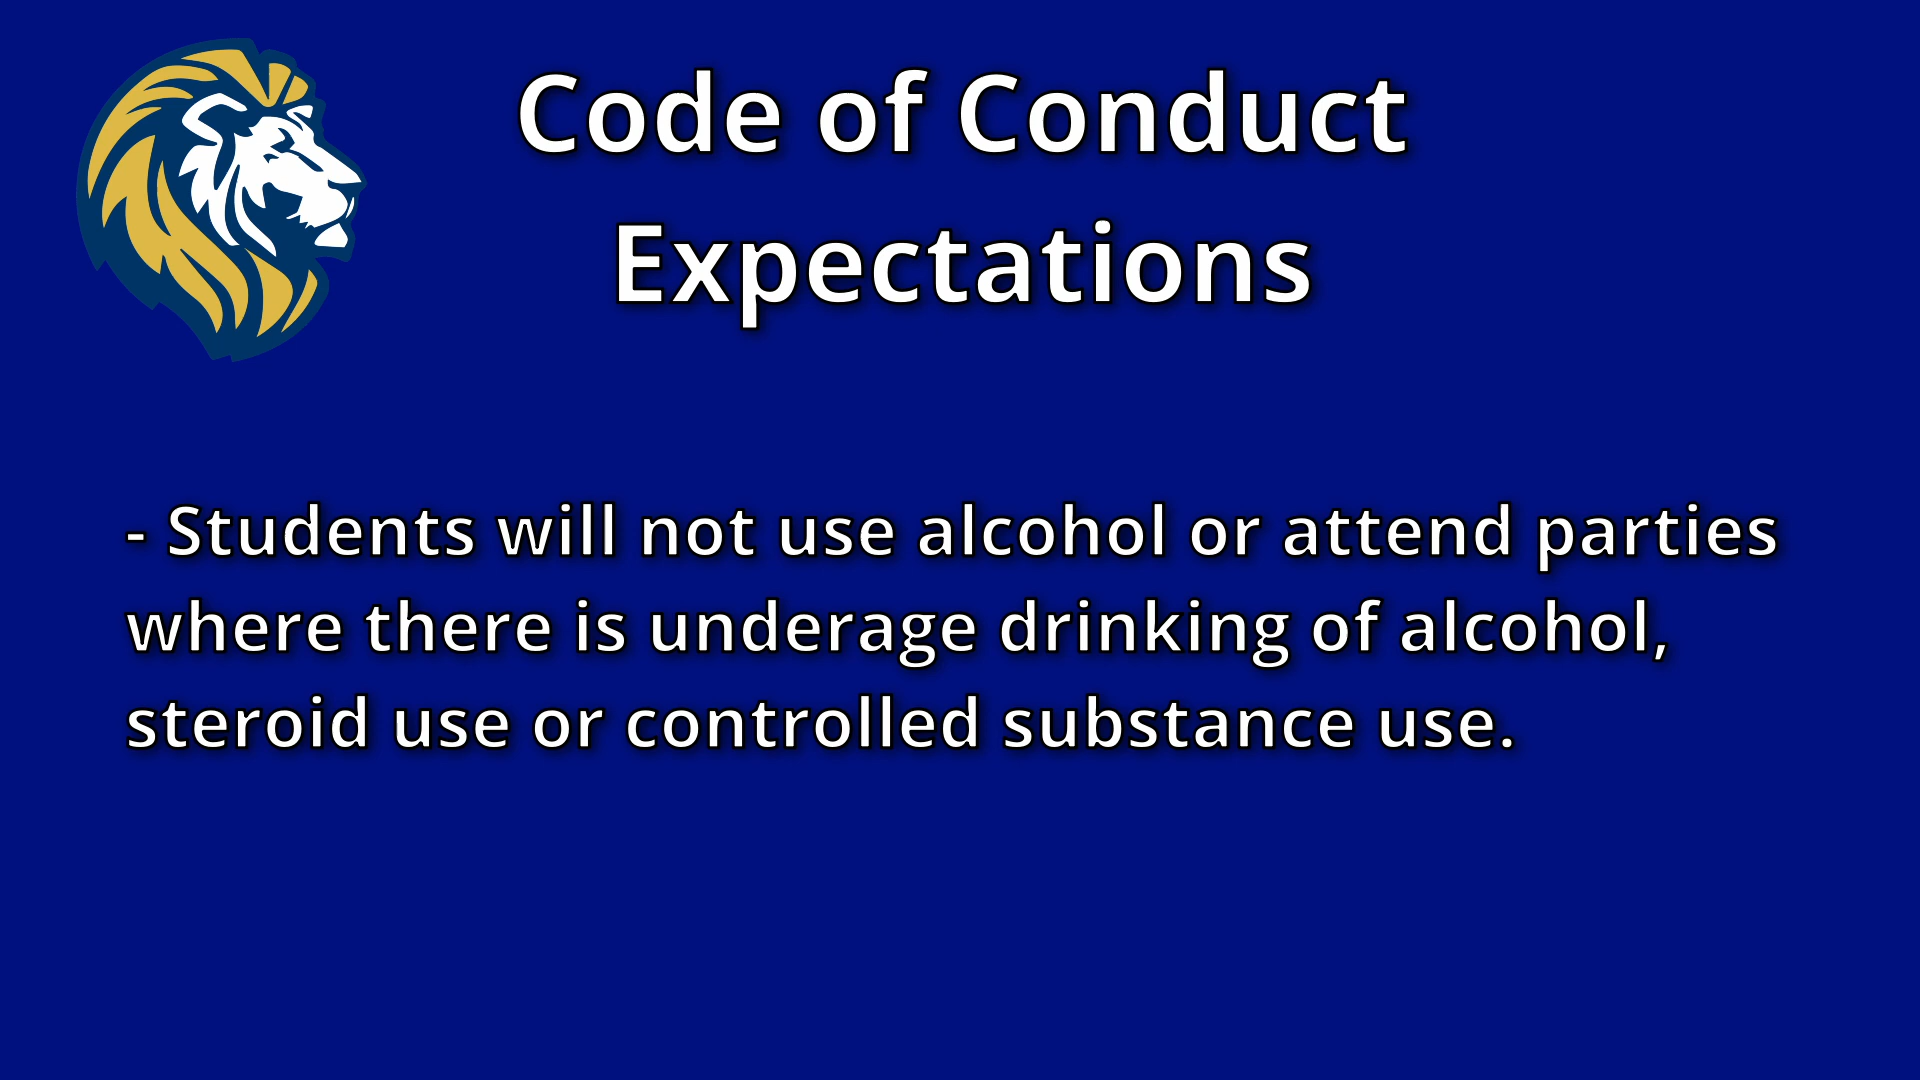 Code of Conduct
Expectations
- Students will not use alcohol or attend parties
where there is underage drinking of alcohol,
steroid use or controlled substance use.